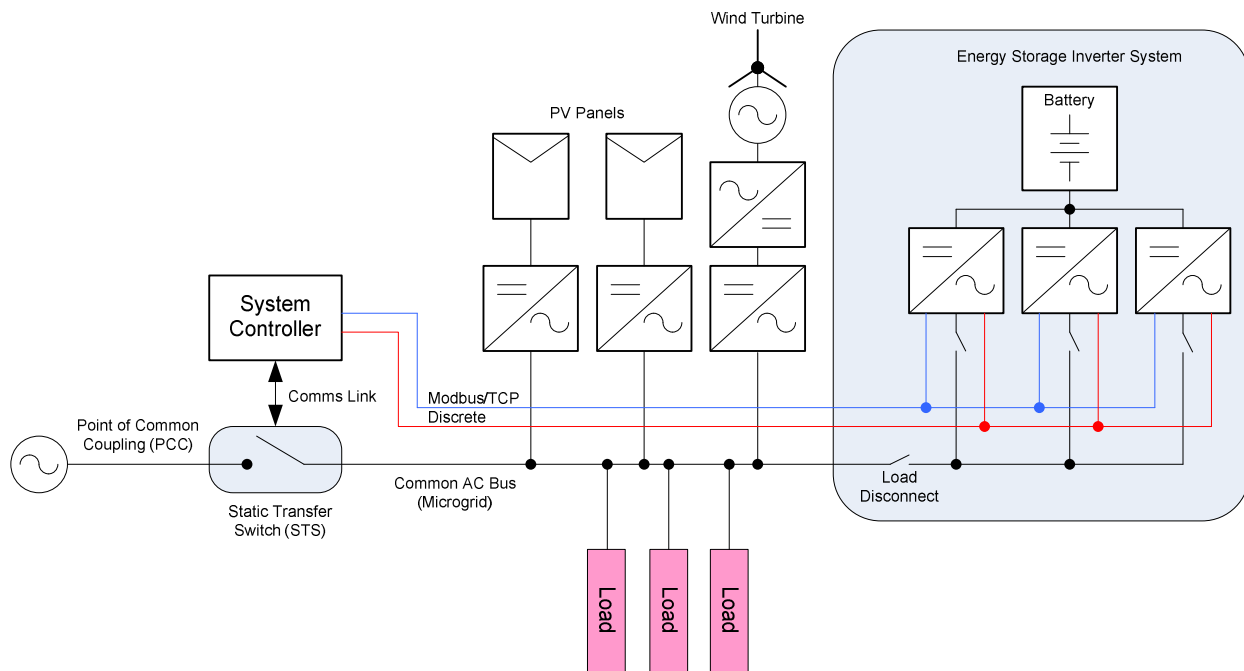 Wind Turbine
Energy Storage Inverter System
Battery
PV Panels
System
Controller
Comms Link
Modbus/TCP
Discrete
Point of Common
Coupling (PCC)
Static Transfer
Switch (STS)
Common AC Bus
(Microgrid)
Load
Disconnect
Load
Load
Load